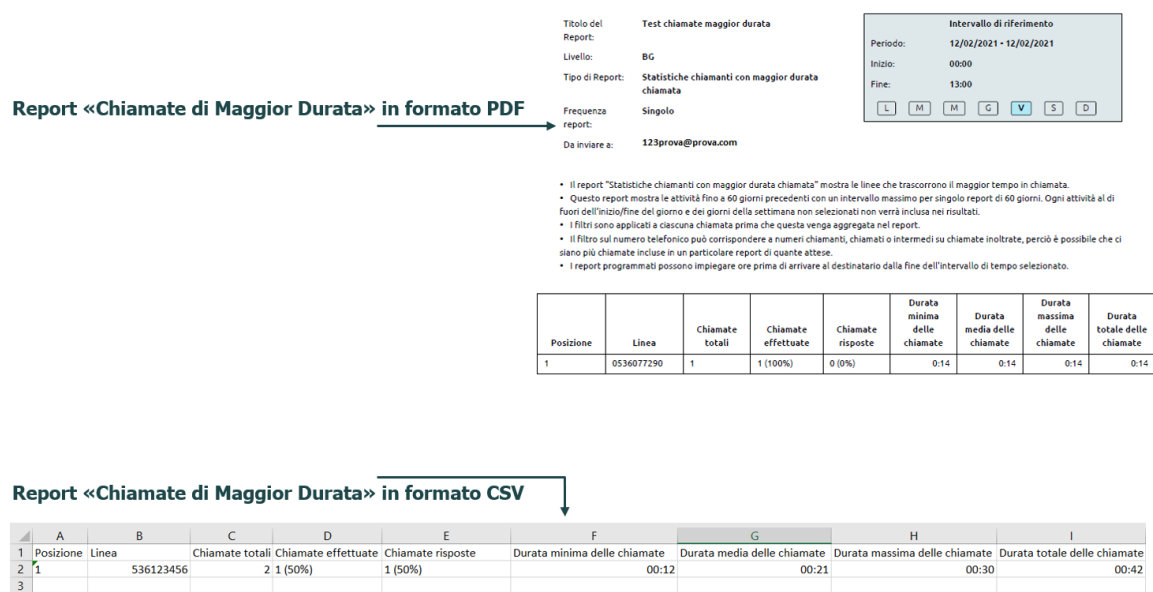 Titolo del Report: Test chiamate maggior durata
Livello: BG
Tipo di Report: Statistiche chiamanti con maggior durata chiamata
Frequenza report: Singolo
Da inviare a: 123prova@prova.com
Intervallo di riferimento
Periodo: 12/02/2021 - 12/02/2021
Inizio: 00:00
Fine: 13:00
L M M G V S D
Report «Chiamate di Maggior Durata» in formato PDF
• Il report "Statistiche chiamanti con maggior durata chiamata" mostra le linee che trascorrono il maggior tempo in chiamata.
• Questo report mostra le attività fino a 60 giorni precedenti con un intervallo massimo per singolo report di 60 giorni. Ogni attività al di
fuori dell'inizio/fine del giorno e dei giorni della settimana non selezionati non verrà inclusa nei risultati.
• I filtri sono applicati a ciascuna chiamata prima che questa venga aggregata nel report.
• Il filtro sul numero telefonico può corrispondere a numeri chiamanti, chiamati o intermedi su chiamate inoltrate, perciò è possibile che ci
siano più chiamate incluse in un particolare report di quante attese.
• I report programmati possono impiegare ore prima di arrivare al destinatario dalla fine dell'intervallo di tempo selezionato.
Posizione Linea Chiamate totali Chiamate effettuate Chiamate risposte Durata minima delle chiamate Durata media delle chiamate Durata massima delle chiamate Durata totale delle chiamate
1 0536077290 1 1 (100%) 0 (0%) 0:14 0:14 0:14 0:14
Report «Chiamate di Maggior Durata» in formato CSV
A B C D E F G H I
1 Posizione Linea Chiamate totali Chiamate effettuate Chiamate risposte Durata minima delle chiamate Durata media delle chiamate Durata massima delle chiamate Durata totale delle chiamate
2 1 536123456 2 1 (50%) 1 (50%) 00:12 00:21 00:30 00:42
3